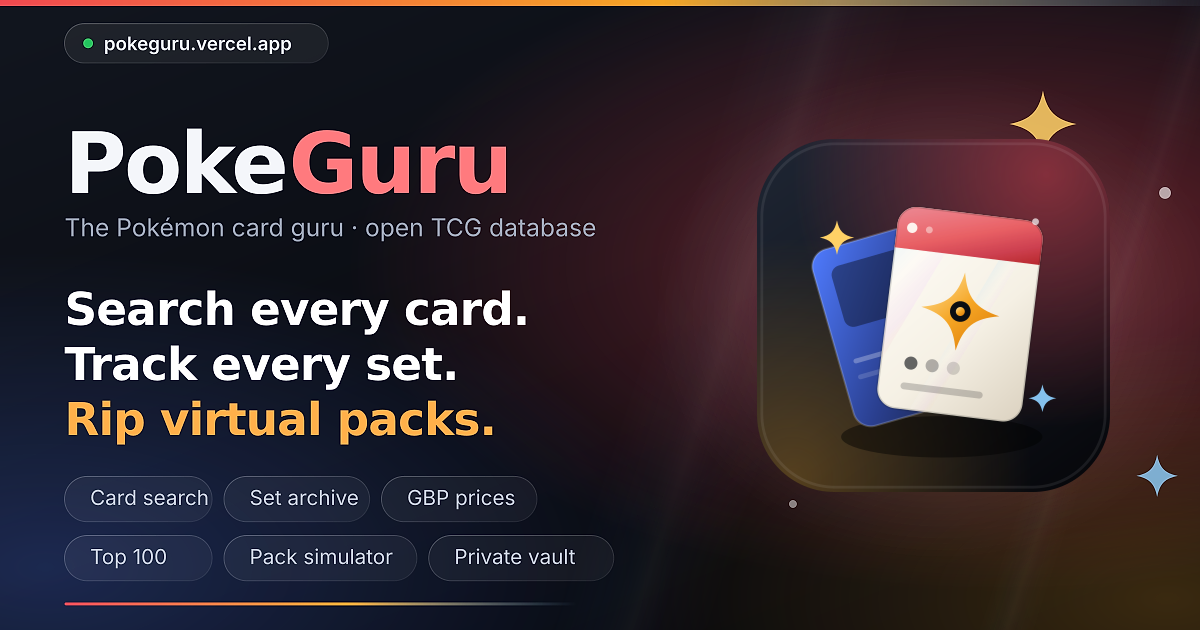 pokeguru.vercel.app
PokeGuru
The Pokémon card guru · open TCG database
Search every card.
Track every set.
Rip virtual packs.
Card search Set archive GBP prices
Top 100 Pack simulator Private vault